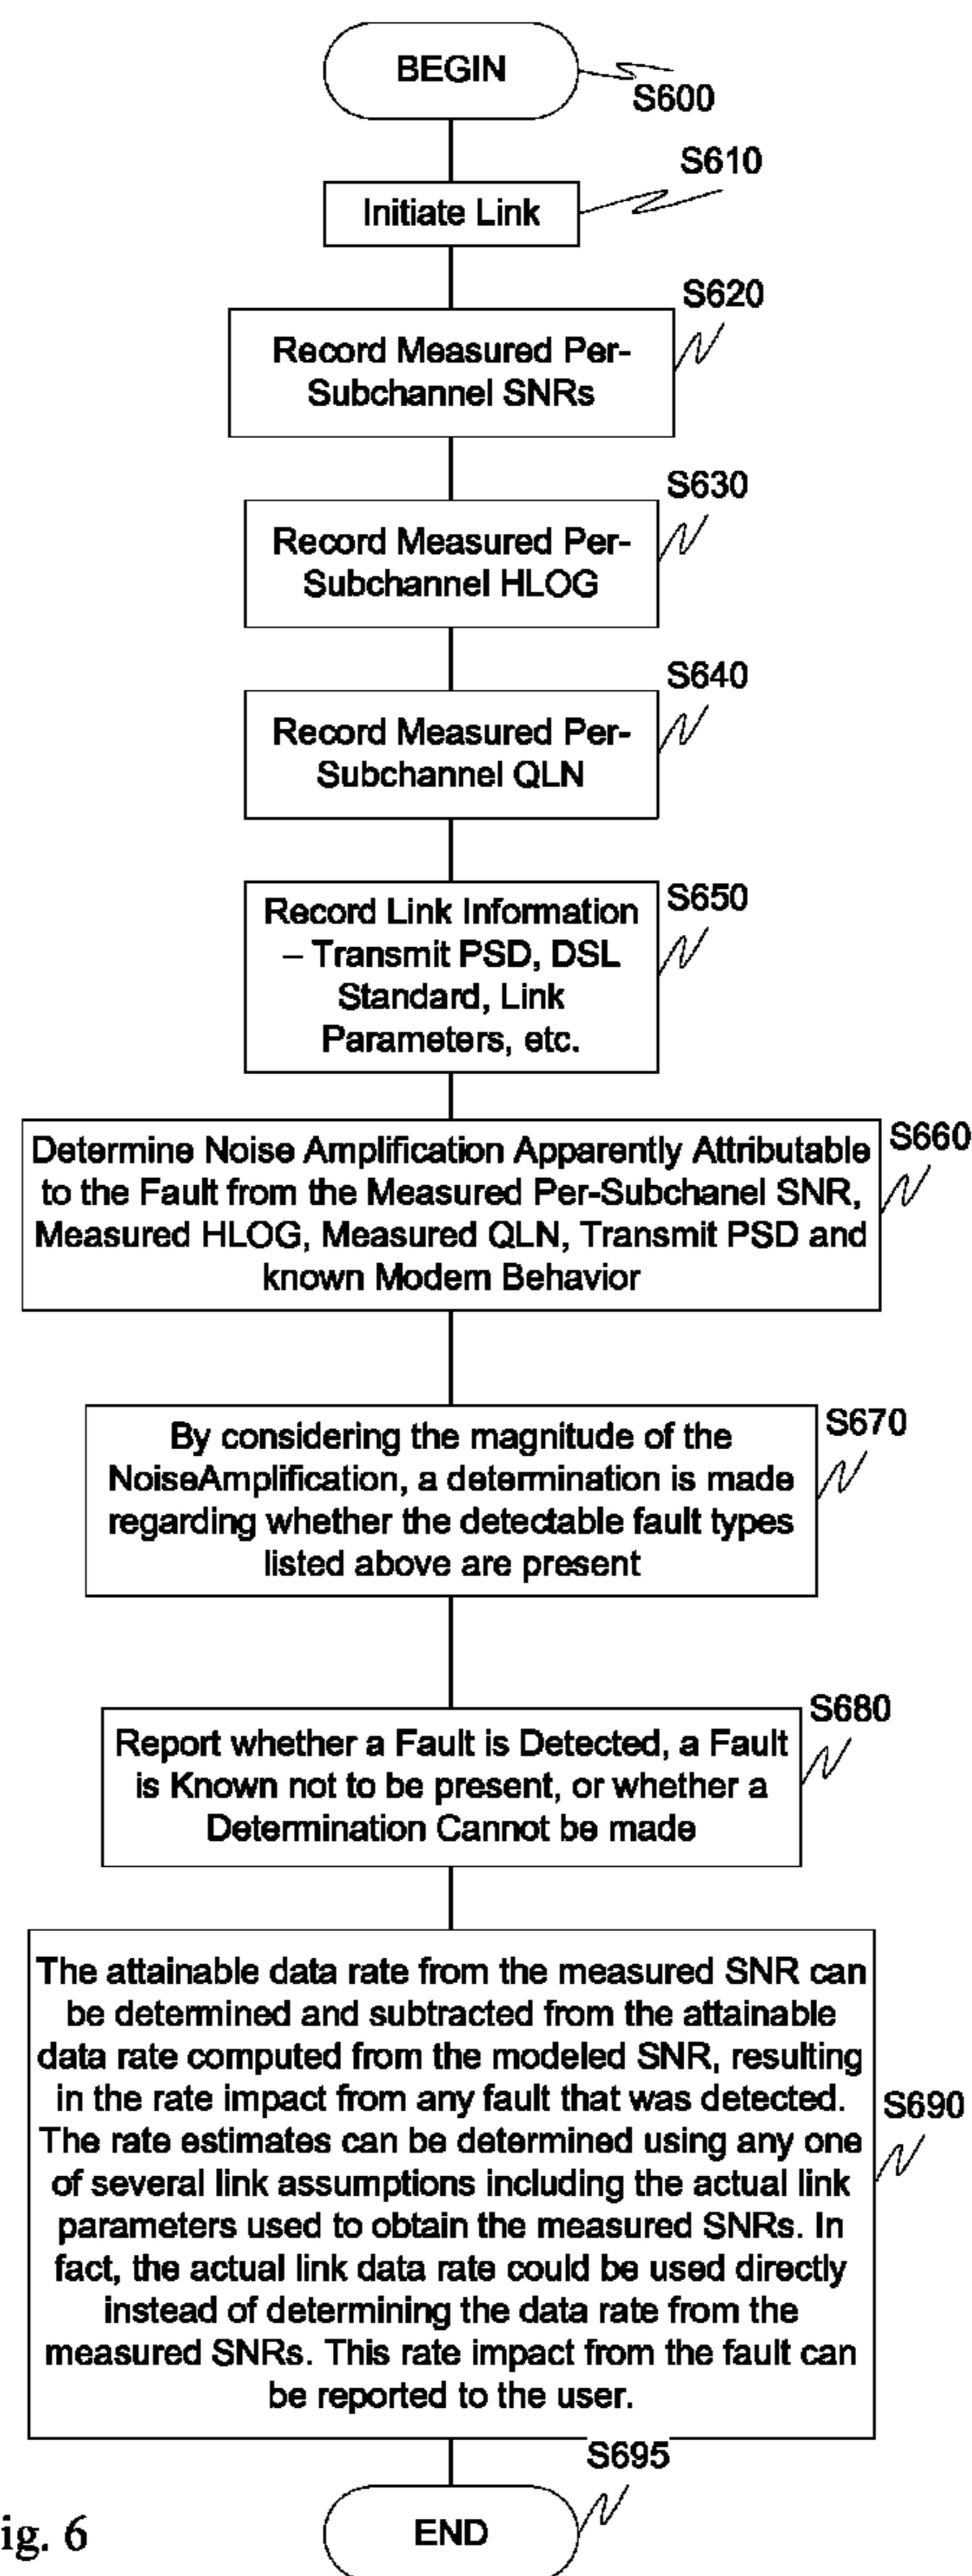 BEGIN
S600
S610
Initiate Link
S620
Record Measured Per-
Subchannel SNRs
S630
Record Measured Per-
Subchannel HLOG
S640
Record Measured Per-
Subchannel QLN
S650
Record Link Information
– Transmit PSD, DSL
Standard, Link
Parameters, etc.
S660
Determine Noise Amplification Apparently Attributable
to the Fault from the Measured Per-Subchanel SNR,
Measured HLOG, Measured QLN, Transmit PSD and
known Modem Behavior
S670
By considering the magnitude of the
NoiseAmplification, a determination is made
regarding whether the detectable fault types
listed above are present
S680
Report whether a Fault is Detected, a Fault
is Known not to be present, or whether a
Determination Cannot be made
S690
The attainable data rate from the measured SNR can
be determined and subtracted from the attainable
data rate computed from the modeled SNR, resulting
in the rate impact from any fault that was detected.
The rate estimates can be determined using any one
of several link assumptions including the actual link
parameters used to obtain the measured SNRs. In
fact, the actual link data rate could be used directly
instead of determining the data rate from the
measured SNRs. This rate impact from the fault can
be reported to the user.
S695
END
ig. 6